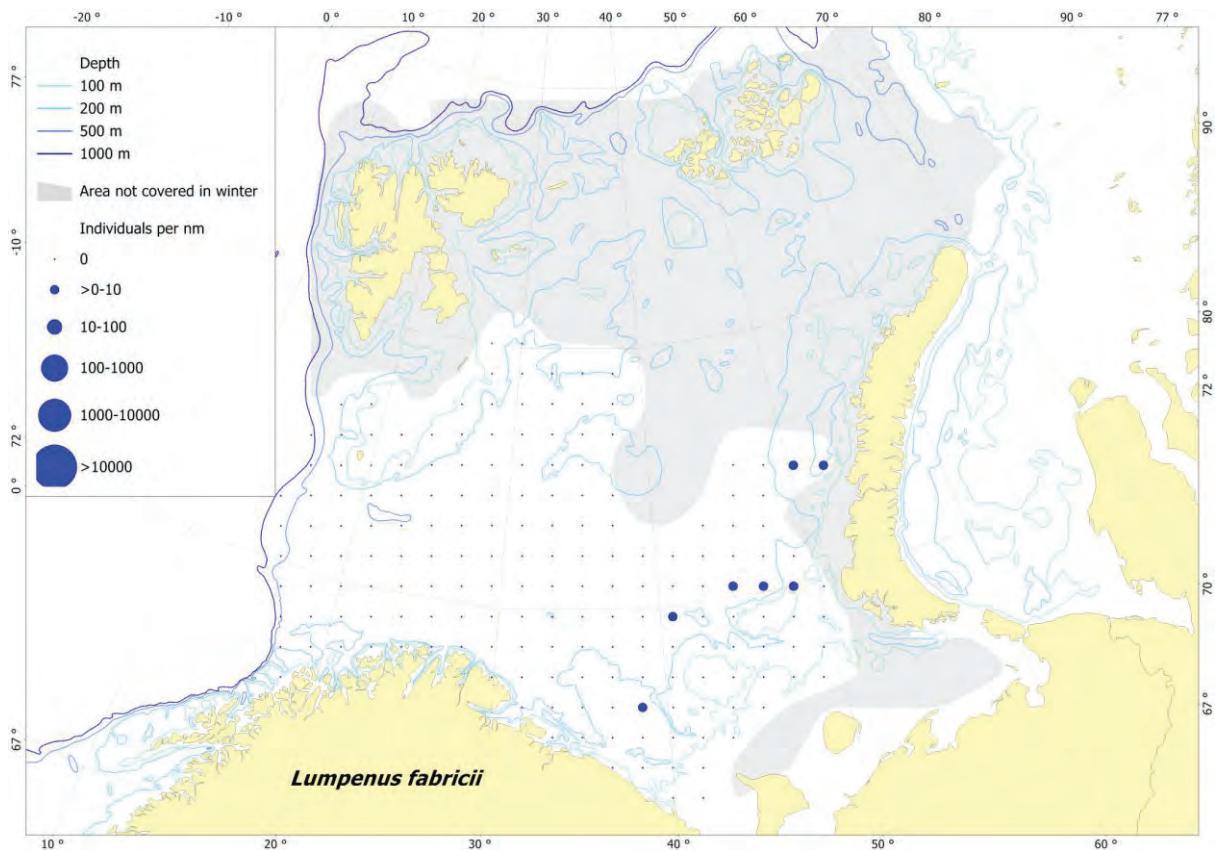 -20 ° -10 ° 0 ° 10 ° 20 ° 30 ° 40 ° 50 ° 60 ° 70 ° 80 ° 90 ° 77 °
77 °
-10 °
72 °
0 °
67 °
Depth
100 m
200 m
500 m
1000 m
Area not covered in winter
Individuals per nm
0
>0-10
10-100
100-1000
1000-10000
>10000
90 °
80 °
72 °
70 °
67 °
Lumpenus fabricii
10 ° 20 ° 30 ° 40 ° 50 ° 60 °